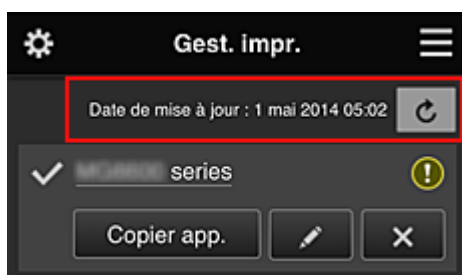 Gest. impr.
Date de mise à jour : 1 mai 2014 05:02
series
Copier app.